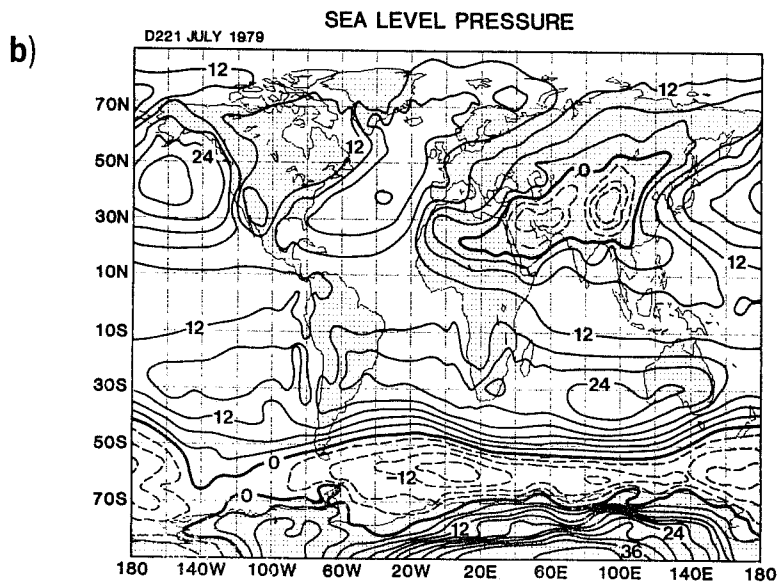 b)
SEA LEVEL PRESSURE
D221 JULY 1979
12
12
70N
12
24
50N
0
30N
12
10N
12
12
10S
24
30S
12
50S
0
-12
0
70S
12
24
36
180 140W 100W 60W 20W 20E 60E 100E 140E 180